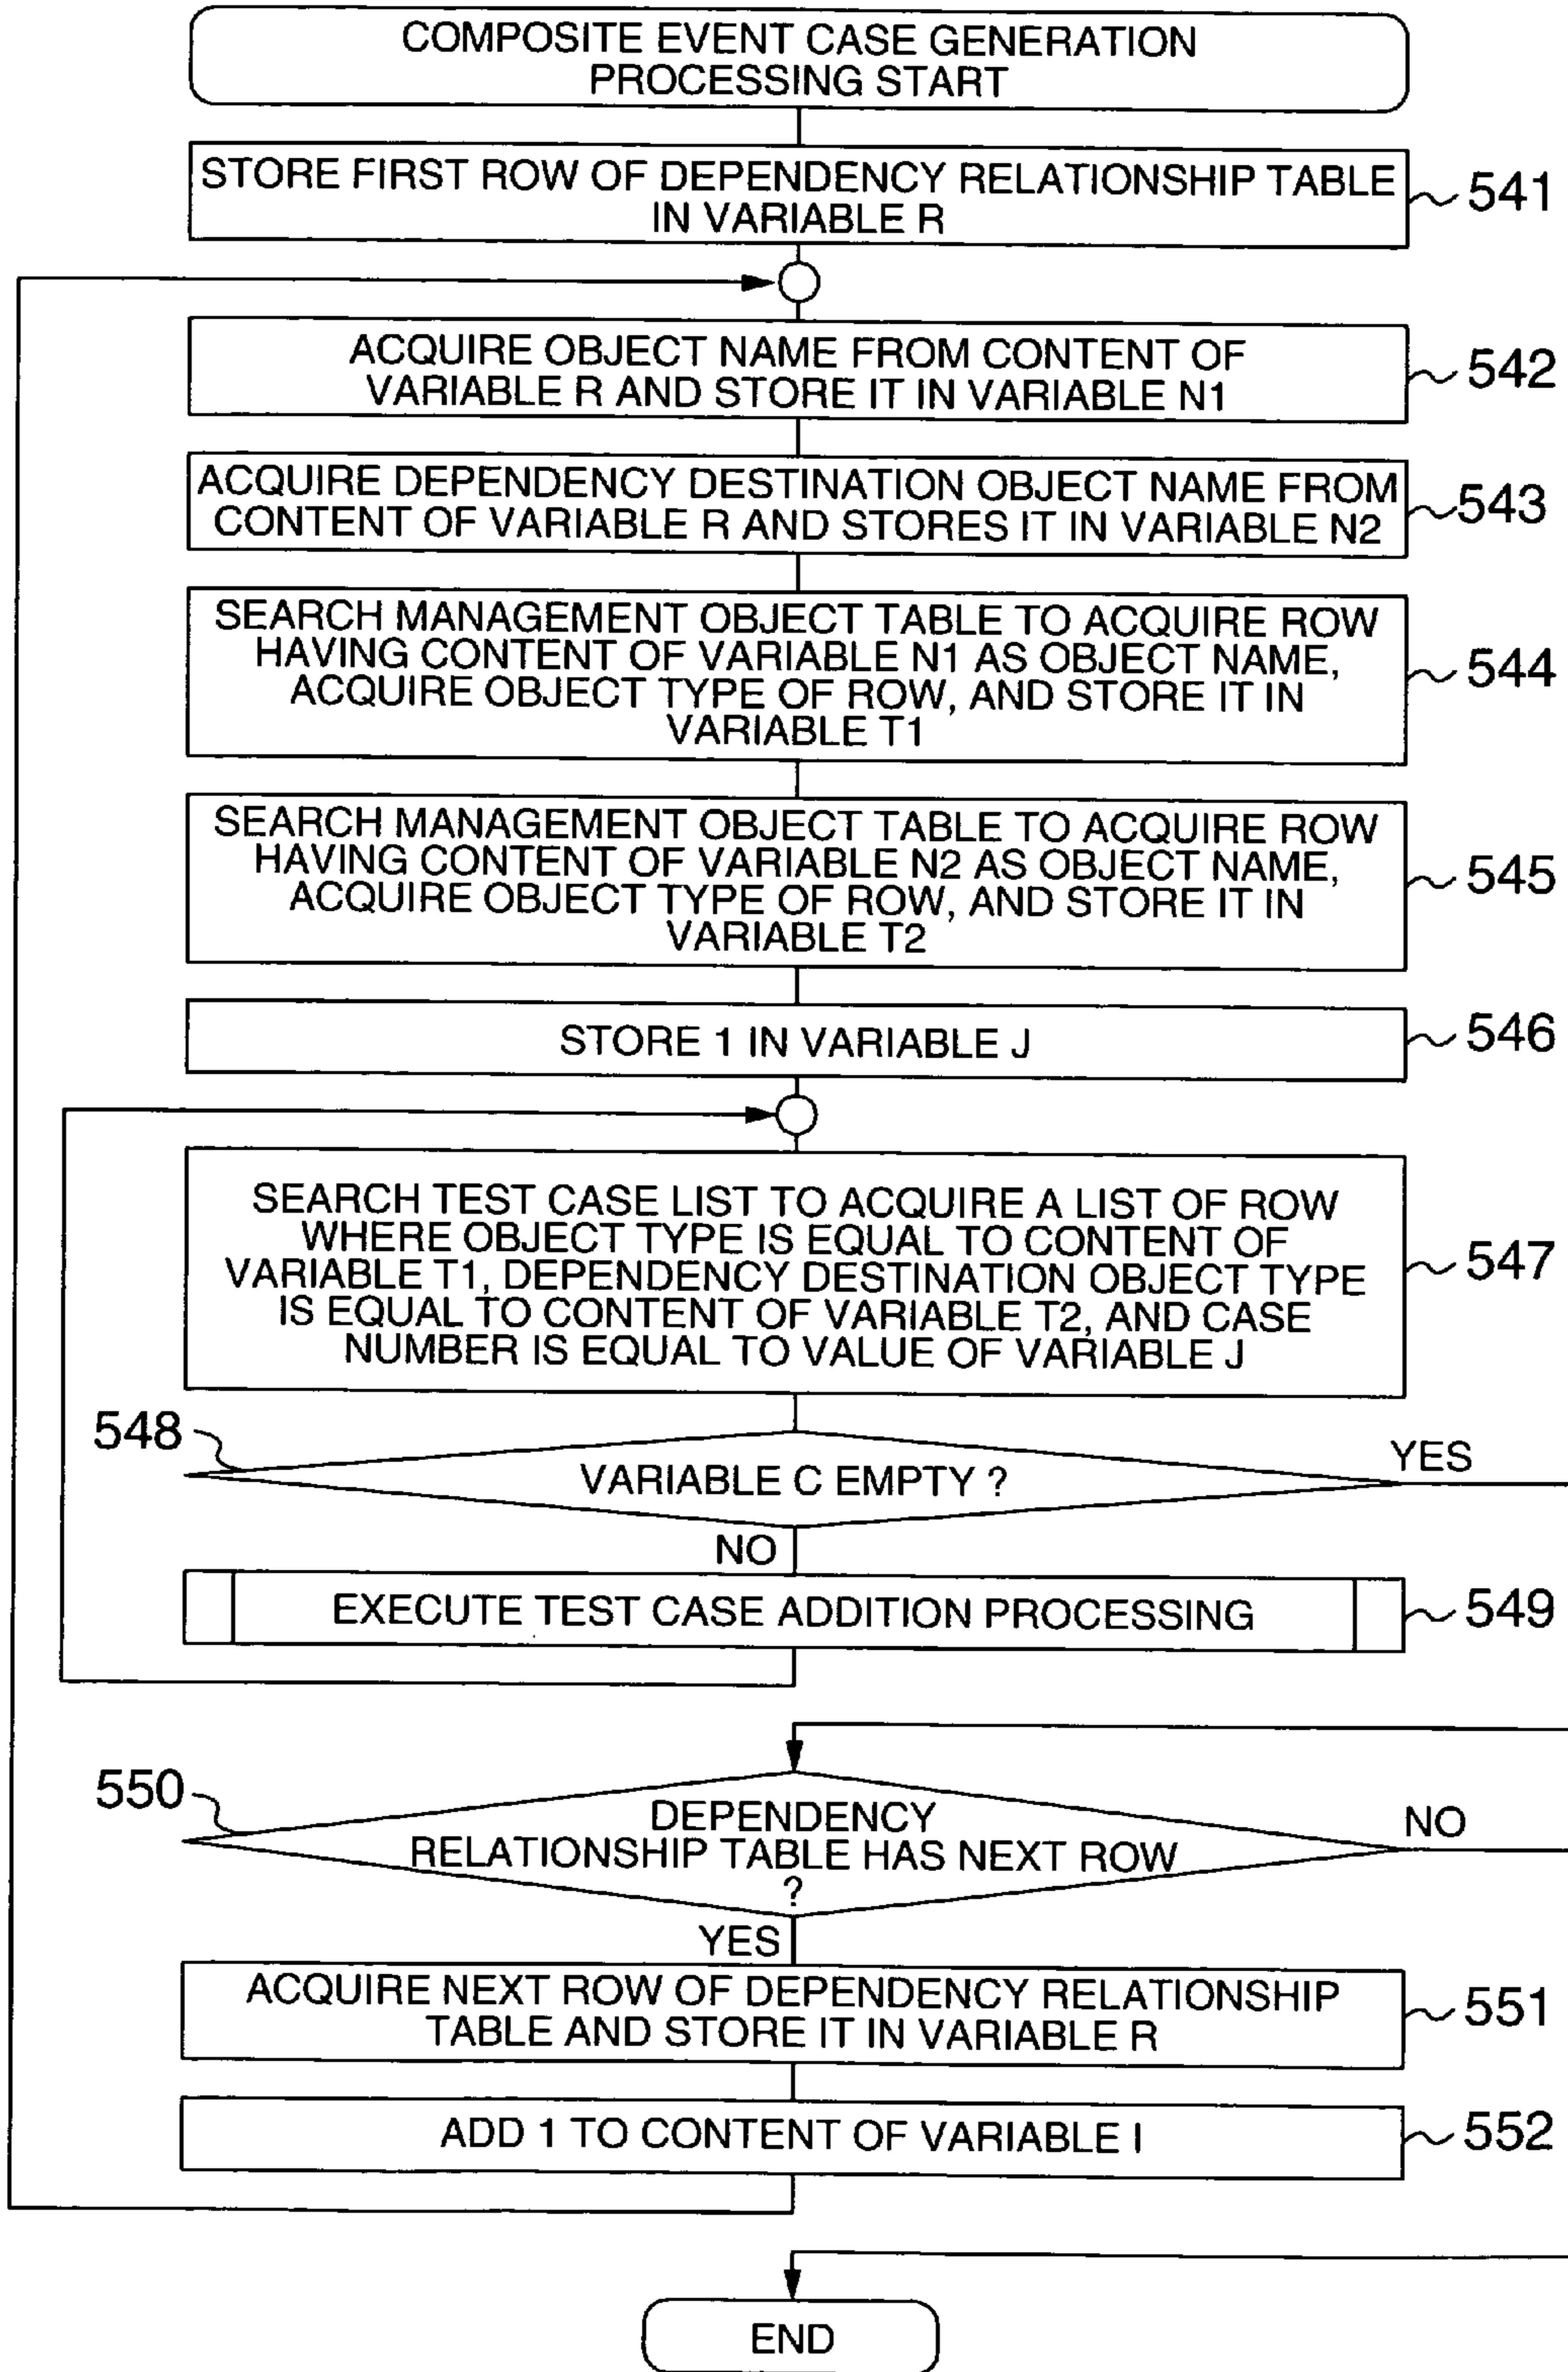 COMPOSITE EVENT CASE GENERATION
PROCESSING START
STORE FIRST ROW OF DEPENDENCY RELATIONSHIP TABLE
IN VARIABLE R
541
ACQUIRE OBJECT NAME FROM CONTENT OF
VARIABLE R AND STORE IT IN VARIABLE N1
542
ACQUIRE DEPENDENCY DESTINATION OBJECT NAME FROM
CONTENT OF VARIABLE R AND STORES IT IN VARIABLE N2
543
SEARCH MANAGEMENT OBJECT TABLE TO ACQUIRE ROW
HAVING CONTENT OF VARIABLE N1 AS OBJECT NAME,
ACQUIRE OBJECT TYPE OF ROW, AND STORE IT IN
VARIABLE T1
544
SEARCH MANAGEMENT OBJECT TABLE TO ACQUIRE ROW
HAVING CONTENT OF VARIABLE N2 AS OBJECT NAME,
ACQUIRE OBJECT TYPE OF ROW, AND STORE IT IN
VARIABLE T2
545
STORE 1 IN VARIABLE J
546
SEARCH TEST CASE LIST TO ACQUIRE A LIST OF ROW
WHERE OBJECT TYPE IS EQUAL TO CONTENT OF
VARIABLE T1, DEPENDENCY DESTINATION OBJECT TYPE
IS EQUAL TO CONTENT OF VARIABLE T2, AND CASE
NUMBER IS EQUAL TO VALUE OF VARIABLE J
547
548
VARIABLE C EMPTY ?
YES
NO
EXECUTE TEST CASE ADDITION PROCESSING
549
550
DEPENDENCY
RELATIONSHIP TABLE HAS NEXT ROW
?
NO
YES
ACQUIRE NEXT ROW OF DEPENDENCY RELATIONSHIP
TABLE AND STORE IT IN VARIABLE R
551
ADD 1 TO CONTENT OF VARIABLE I
552
END